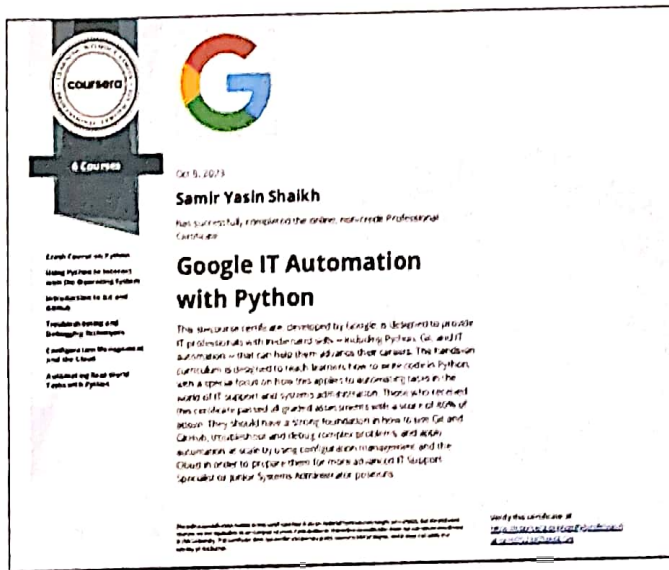 coursera
6 Courses
Oct 5, 2023
Samir Yasin Shaikh
has successfully completed the online, non-credit Professional
Certificate
Google IT Automation
with Python
Crash Course on Python
Using Python to Interact
with the Operating System
Introduction to Git and
GitHub
Troubleshooting and
Debugging Techniques
Configuration Management
and the Cloud
Automating Real-World
Tasks with Python
This six-course certificate, developed by Google, is designed to provide
IT professionals with in-demand skills -- including Python, Git, and IT
automation -- that can help them advance their careers. The hands-on
curriculum is designed to teach learners how to write code in Python,
with a special focus on how this applies to automating tasks in the
world of IT support and systems administration. Those who received
this certificate passed all graded assessments with a score of 80% or
above. They should have a strong foundation in how to use Git and
GitHub, troubleshoot and debug complex problems, and apply
automation at scale by using configuration management and the
Cloud in order to prepare them for more advanced IT Support
Specialist or Junior Systems Administrator positions.
Verify this certificate at